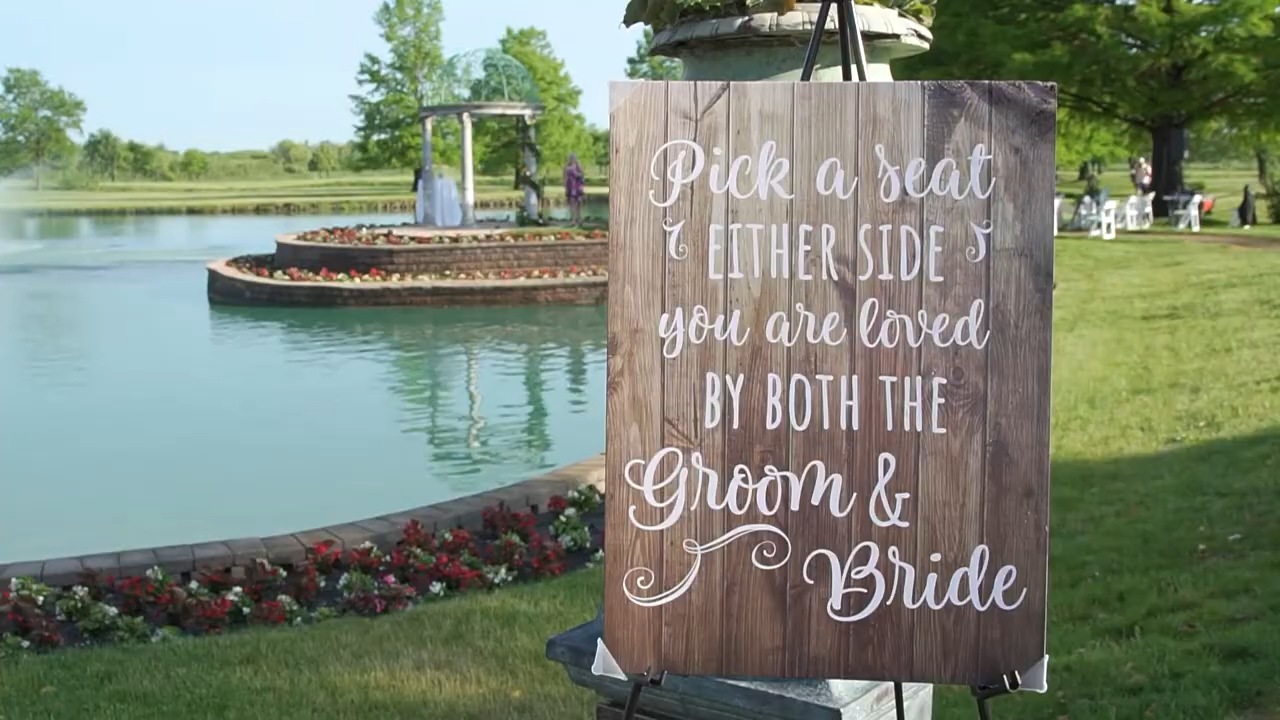 Pick a seat
EITHER SIDE
you are loved
BY BOTH THE
Groom &
Bride